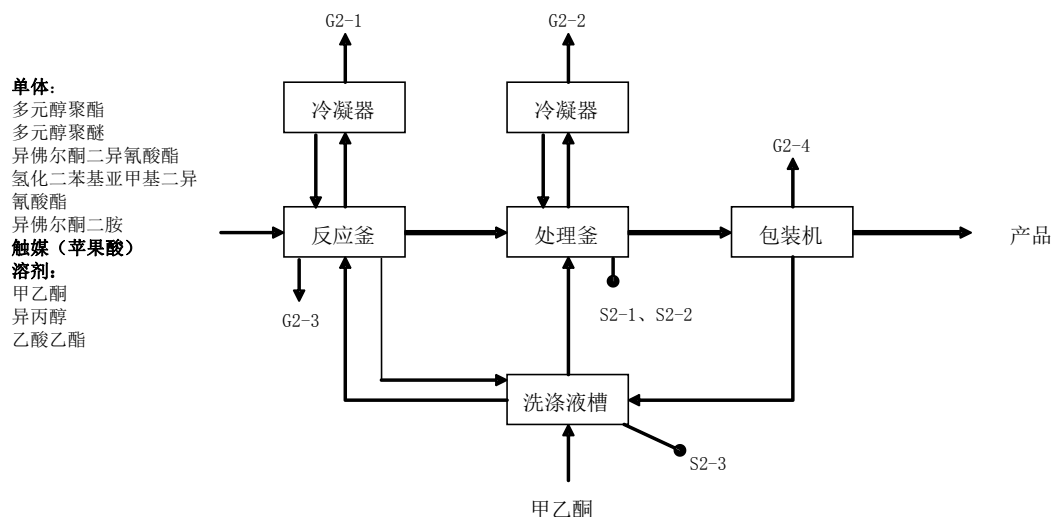 G2-1
G2-2
单体:
多元醇聚酯
多元醇聚醚
异佛尔酮二异氰酸酯
氢化二苯基亚甲基二异
氰酸酯
异佛尔酮二胺
触媒（苹果酸）
溶剂：
甲乙酮
异丙醇
乙酸乙酯
冷凝器
冷凝器
G2-4
反应釜
处理釜
包装机
产品
G2-3
S2-1、S2-2
洗涤液槽
S2-3
甲乙酮